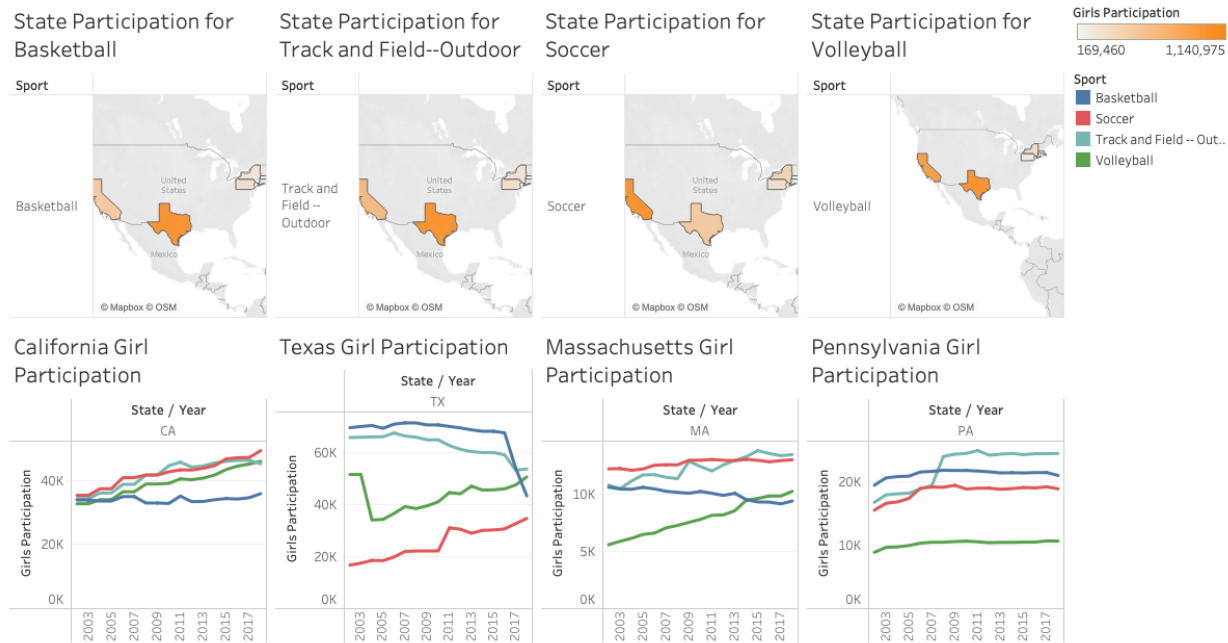 State Participation for
Basketball
State Participation for
Track and Field--Outdoor
State Participation for
Soccer
State Participation for
Volleyball
Girls Participation
169,460 1,140,975
Sport
Basketball
Soccer
Track and Field -- Out..
Volleyball
Sport
Basketball
United
States
Mexico
© Mapbox © OSM
Sport
Track and
Field --
Outdoor
United
States
Mexico
© Mapbox © OSM
Sport
Soccer
United
States
Mexico
© Mapbox © OSM
Sport
Volleyball
United
States
Mexico
© Mapbox © OSM
California Girl
Participation
State / Year
CA
Girls Participation
40K
20K
0K
2003 2005 2007 2009 2011 2013 2015 2017
Texas Girl Participation
State / Year
TX
Girls Participation
60K
40K
20K
0K
2003 2005 2007 2009 2011 2013 2015 2017
Massachusetts Girl
Participation
State / Year
MA
Girls Participation
10K
5K
0K
2003 2005 2007 2009 2011 2013 2015 2017
Pennsylvania Girl
Participation
State / Year
PA
Girls Participation
20K
10K
0K
2003 2005 2007 2009 2011 2013 2015 2017